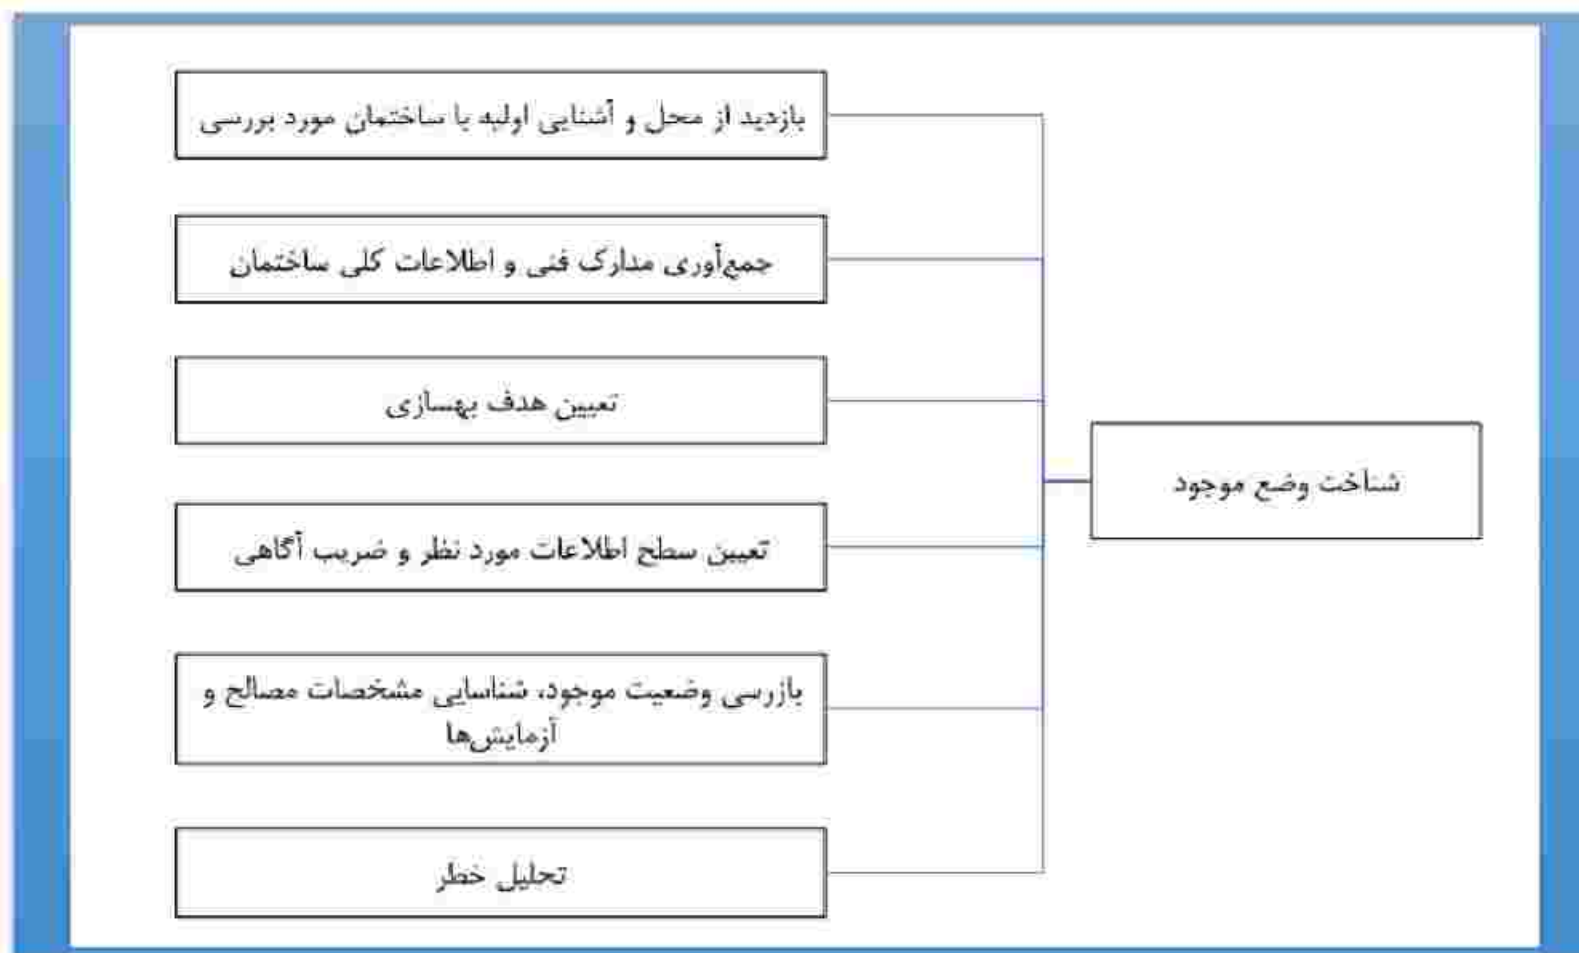 شناخت وضع موجود
بازدید از محل و آشنایی اولیه با ساختمان مورد بررسی
جمع‌آوری مدارک فنی و اطلاعات کلی ساختمان
تعیین هدف بهسازی
تعیین سطح اطلاعات مورد نظر و ضریب آگاهی
بازرسی وضعیت موجود، شناسایی مشخصات مصالح و
آزمایش‌ها
تحلیل خطر